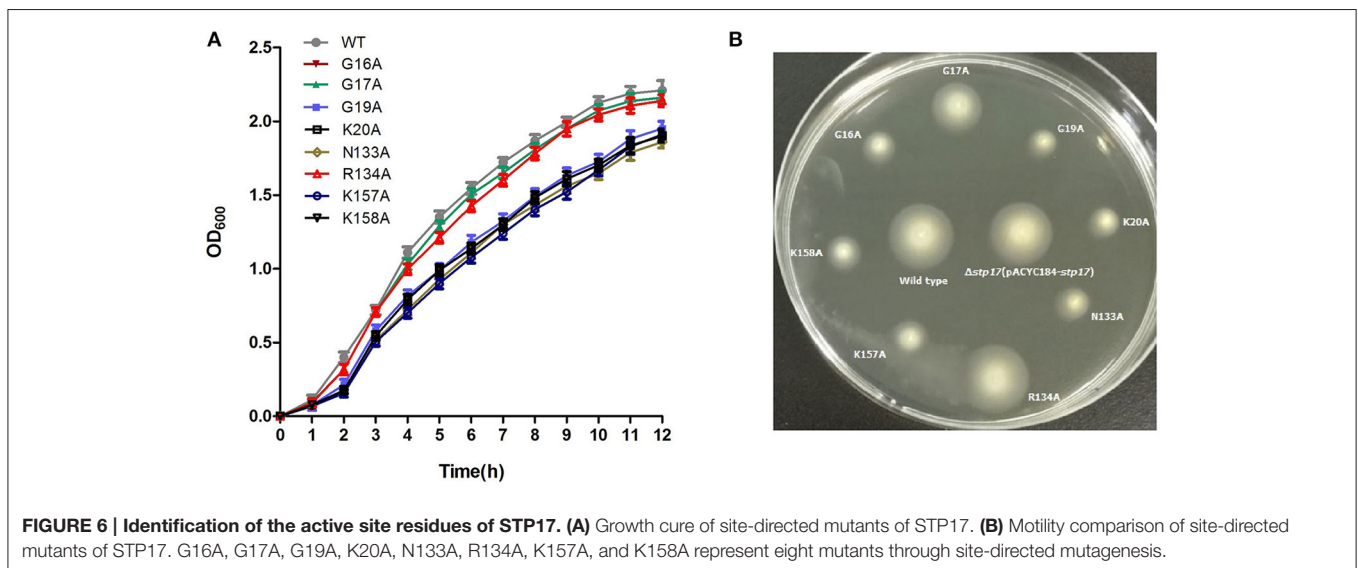 A
WT
G16A
G17A
G19A
K20A
N133A
R134A
K157A
K158A
OD600
2.5
2.0
1.5
1.0
0.5
0.0
0 1 2 3 4 5 6 7 8 9 10 11 12
Time(h)
B
G17A
G16A
G19A
K20A
K158A
Wild type
Δstp17(pACYC184-stp17)
N133A
K157A
R134A
FIGURE 6 | Identification of the active site residues of STP17. (A) Growth cure of site-directed mutants of STP17. (B) Motility comparison of site-directed
mutants of STP17. G16A, G17A, G19A, K20A, N133A, R134A, K157A, and K158A represent eight mutants through site-directed mutagenesis.